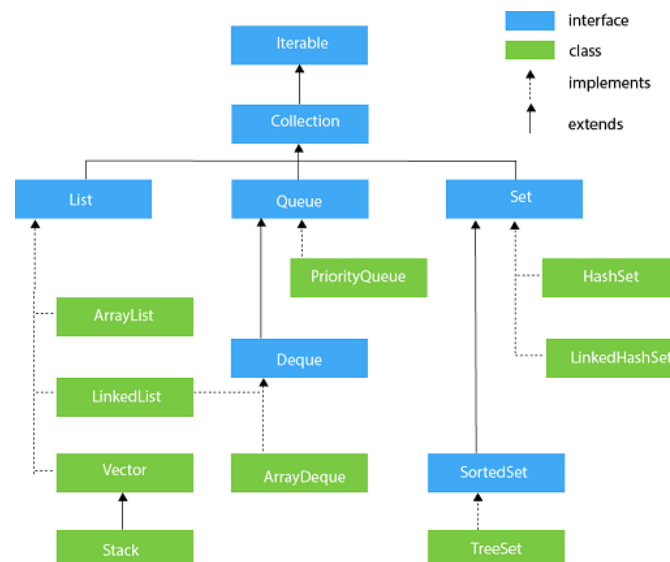 Iterable
interface
class
implements
extends
Collection
List
Queue
Set
PriorityQueue
HashSet
ArrayList
Deque
LinkedHashSet
LinkedList
Vector
ArrayDeque
SortedSet
Stack
TreeSet